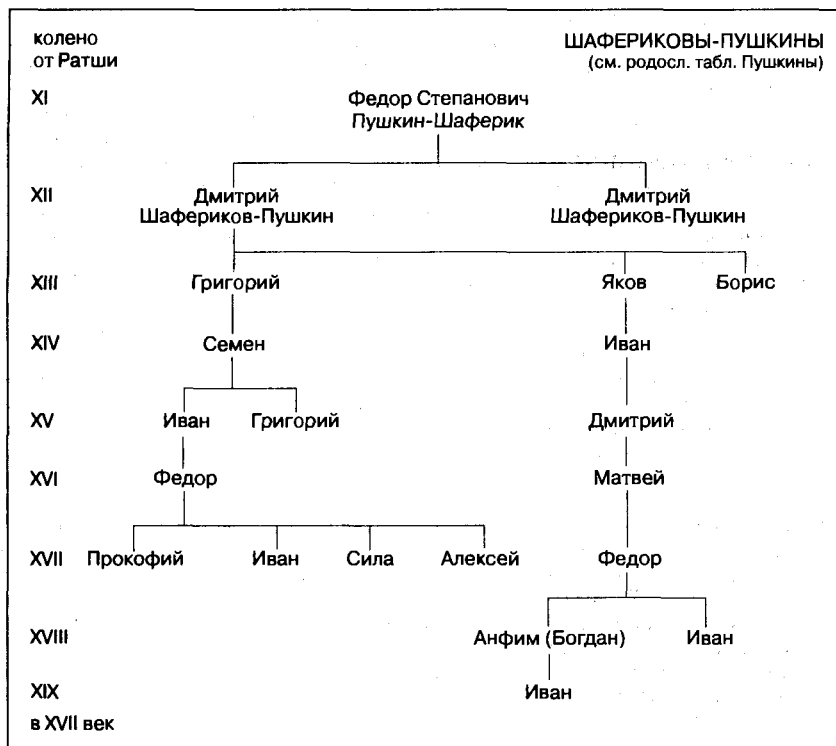 колено
от Ратши
ШАФЕРИКОВЫ-ПУШКИНЫ
(см. родосл. табл. Пушкины)
XI Федор Степанович
Пушкин-Шаферик
XII Дмитрий Дмитрий
Шафериков-Пушкин Шафериков-Пушкин
XIII Григорий Яков Борис
XIV Семен Иван
XV Иван Григорий Дмитрий
XVI Федор Матвей
XVII Прокофий Иван Сила Алексей Федор
XVIII Анфим (Богдан) Иван
XIX Иван
в XVII век